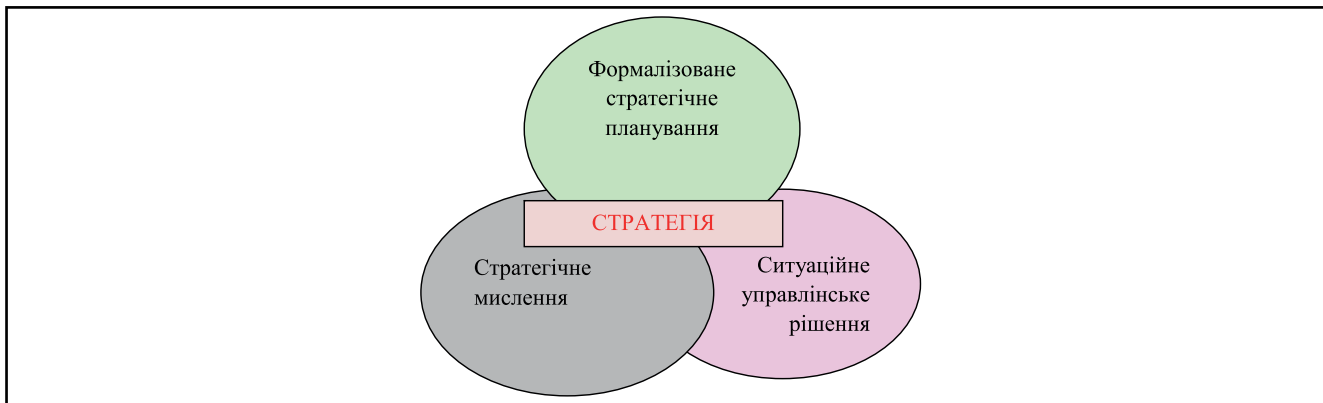 Формалізоване
стратегічне
планування
СТРАТЕГІЯ
Стратегічне
мислення
Ситуаційне
управлінське
рішення